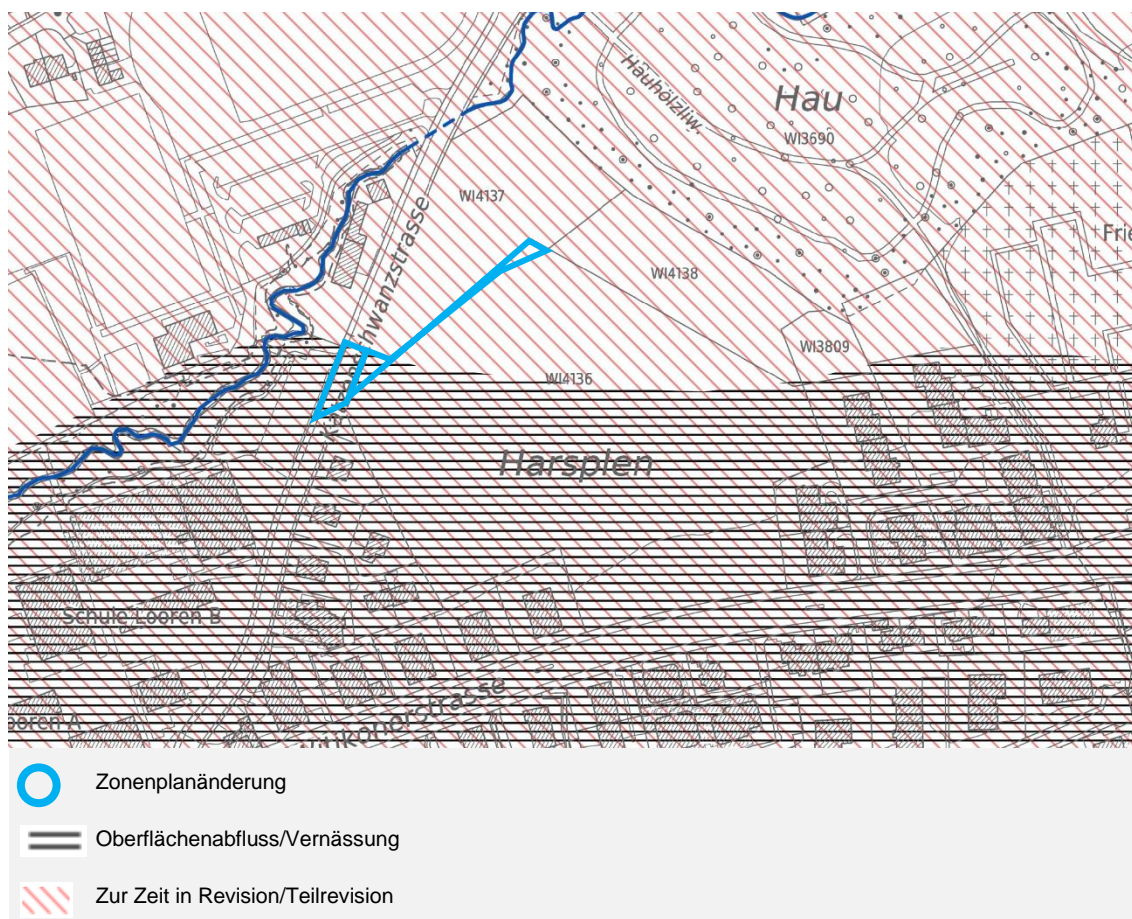 Hau
Hauhölzliw.
WI3690
WI4137
Frie
WI4138
WI3809
WI4136
Harsplen
Schule Looren B
ooren A
Zonenplanänderung
Oberflächenabfluss/Vernässung
Zur Zeit in Revision/Teilrevision